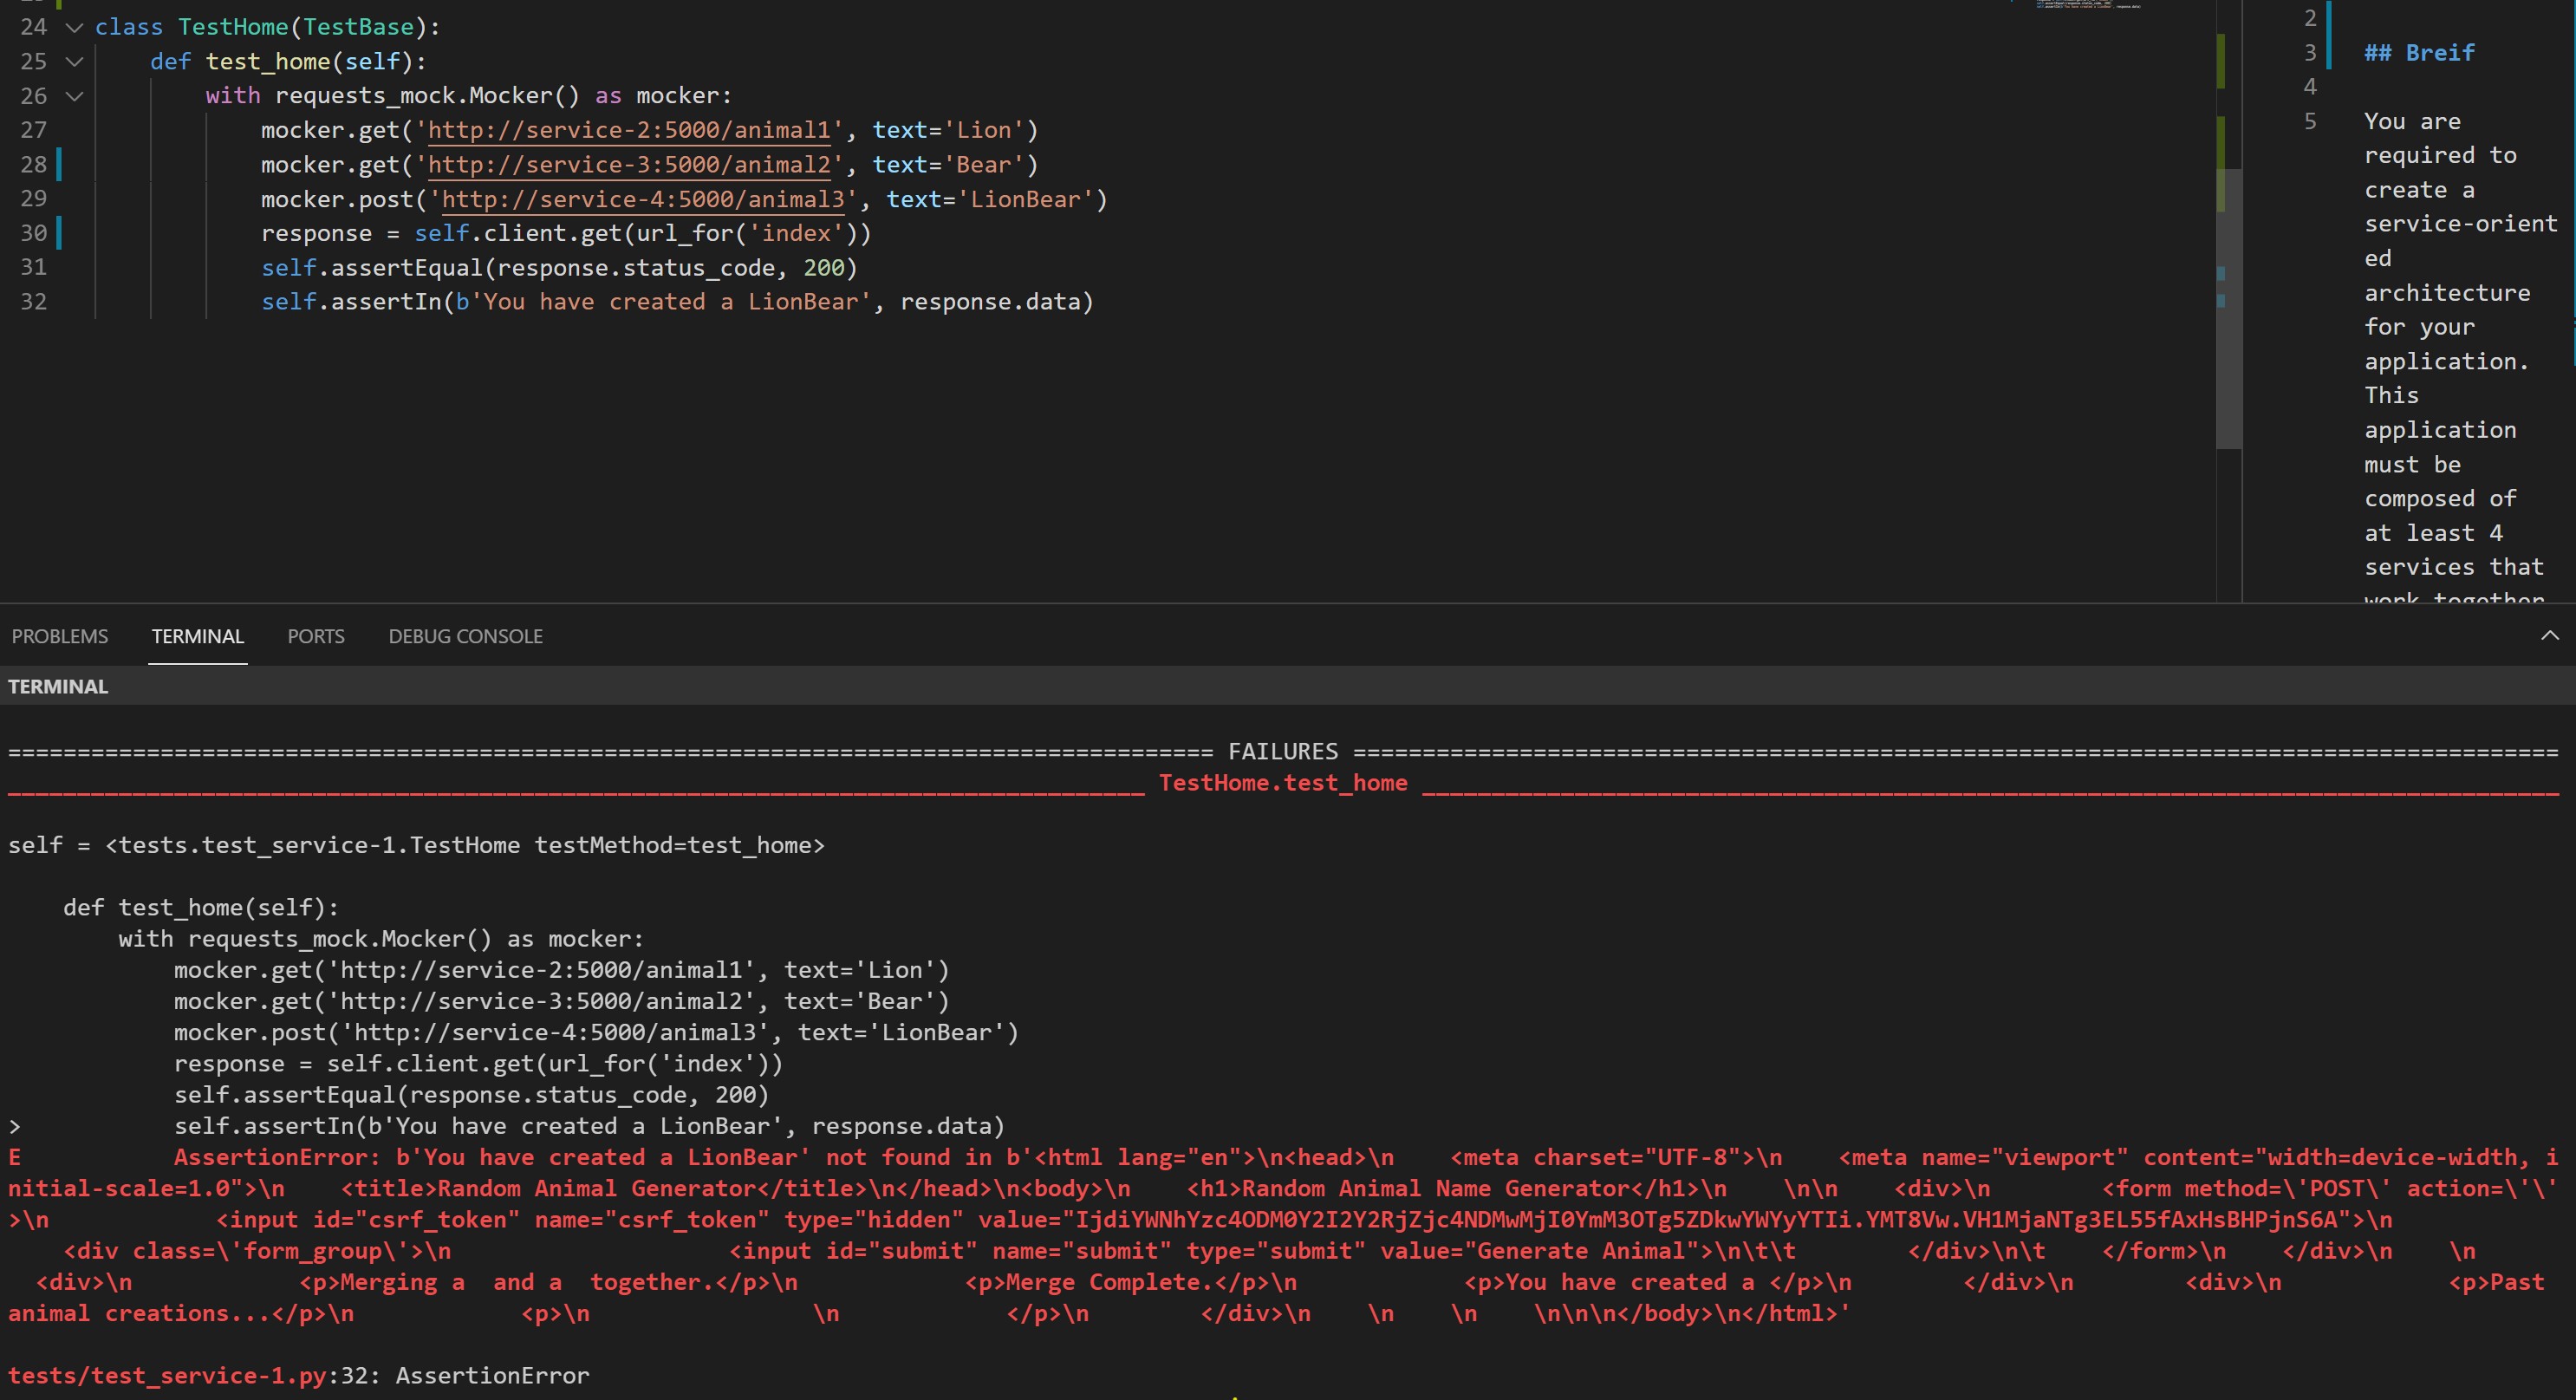 24 class TestHome(TestBase):
25 def test_home(self):
26 with requests_mock.Mocker() as mocker:
27 mocker.get('http://service-2:5000/animal1', text='Lion')
28 mocker.get('http://service-3:5000/animal2', text='Bear')
29 mocker.post('http://service-4:5000/animal3', text='LionBear')
30 response = self.client.get(url_for('index'))
31 self.assertEqual(response.status_code, 200)
32 self.assertIn(b'You have created a LionBear', response.data)
2
3 ## Breif
4
5 You are
required to
create a
service-orient
ed
architecture
for your
application.
This
application
must be
composed of
at least 4
services that
work together
PROBLEMS TERMINAL PORTS DEBUG CONSOLE
TERMINAL
======================================================================================= FAILURES =======================================================================================
__________________________________________________________________________________ TestHome.test_home __________________________________________________________________________________
self = <tests.test_service-1.TestHome testMethod=test_home>
def test_home(self):
with requests_mock.Mocker() as mocker:
mocker.get('http://service-2:5000/animal1', text='Lion')
mocker.get('http://service-3:5000/animal2', text='Bear')
mocker.post('http://service-4:5000/animal3', text='LionBear')
response = self.client.get(url_for('index'))
self.assertEqual(response.status_code, 200)
> self.assertIn(b'You have created a LionBear', response.data)
E AssertionError: b'You have created a LionBear' not found in b'<html lang="en">\n<head>\n    <meta charset="UTF-8">\n    <meta name="viewport" content="width=device-width, i
nitial-scale=1.0">\n    <title>Random Animal Generator</title>\n</head>\n<body>\n    <h1>Random Animal Name Generator</h1>\n    \n\n    <div>\n        <form method=\'POST\' action=\'\'
>\n            <input id="csrf_token" name="csrf_token" type="hidden" value="IjdiYWNhYzc4ODM0Y2I2Y2RjZjc4NDMwMjI0YmM3OTg5ZDkwYWYyYTIi.YMT8Vw.VH1MjaNTg3EL55fAxHsBHPjnS6A">\n
<div class=\'form_group\'>\n                    <input id="submit" name="submit" type="submit" value="Generate Animal">\n\t\t        </div>\n\t    </form>\n    </div>\n    \n
<div>\n            <p>Merging a  and a  together.</p>\n            <p>Merge Complete.</p>\n            <p>You have created a </p>\n        </div>\n        <div>\n                <p>Past
animal creations...</p>\n            <p>\n            \n            </p>\n        </div>\n    \n    \n    \n\n\n</body>\n</html>'
tests/test_service-1.py:32: AssertionError